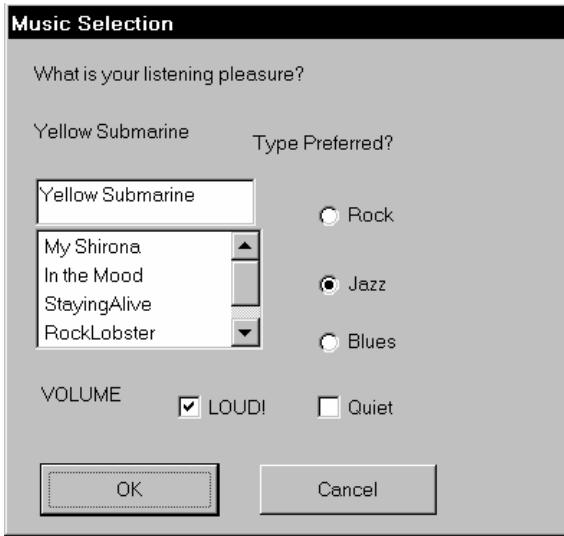 Music Selection
What is your listening pleasure?
Yellow Submarine
Type Preferred?
Yellow Submarine
My Shirona
In the Mood
StayingAlive
RockLobster
Rock
Jazz
Blues
VOLUME
LOUD!
Quiet
OK
Cancel